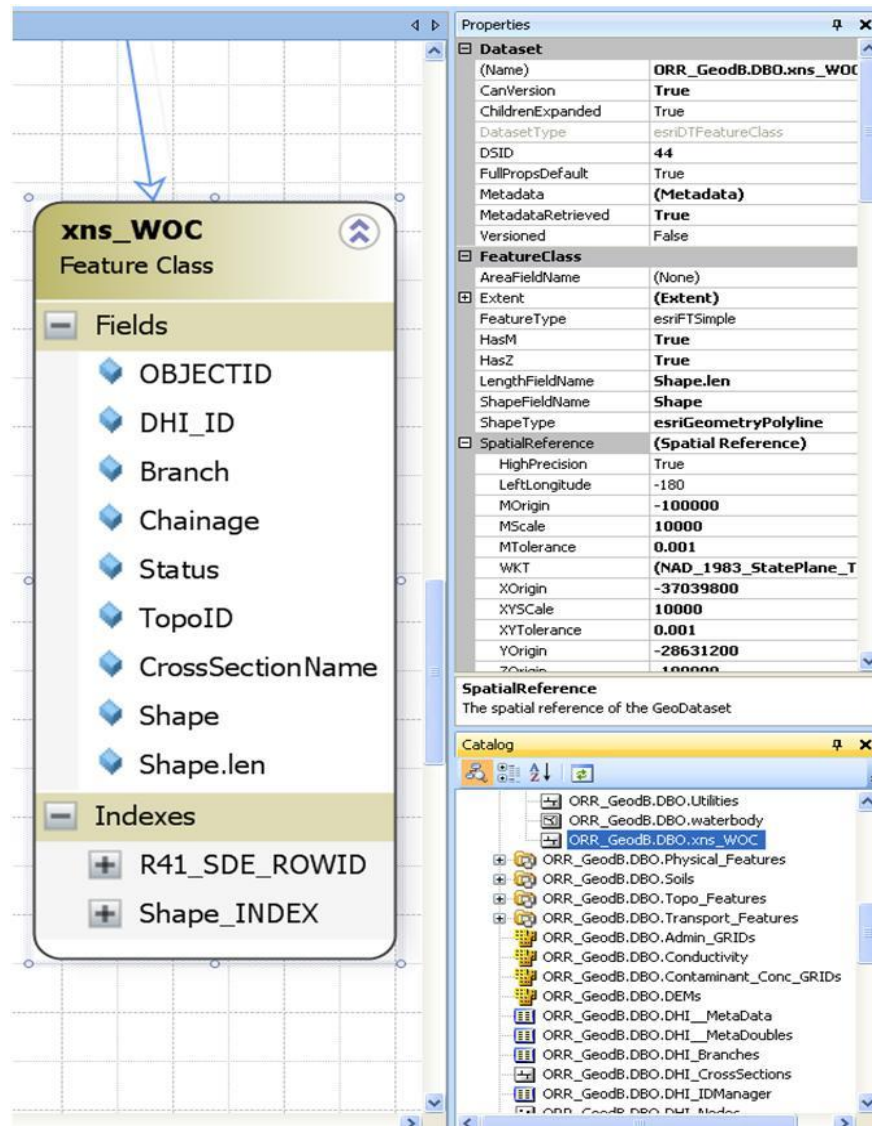 xns_WOC
Feature Class
Fields
OBJECTID
DHI_ID
Branch
Chainage
Status
TopoID
CrossSectionName
Shape
Shape.len
Indexes
R41_SDE_ROWID
Shape_INDEX
Properties
Dataset
(Name) ORR_GeodB.DBO.xns_WOC
CanVersion True
ChildrenExpanded True
DatasetType esriDTFeatureClass
DSID 44
FullPropsDefault True
Metadata (Metadata)
MetadataRetrieved True
Versioned False
FeatureClass
AreaFieldName (None)
Extent (Extent)
FeatureType esriFTSimple
HasM True
HasZ True
LengthFieldName Shape.len
ShapeFieldName Shape
ShapeType esriGeometryPolyline
SpatialReference (Spatial Reference)
HighPrecision True
LeftLongitude -180
MOrigin -100000
MScale 10000
MTolerance 0.001
WKT (NAD_1983_StatePlane_T
XOrigin -37039800
XYSCale 10000
XYTolerance 0.001
YOrigin -28631200
ZOrigin -100000
SpatialReference
The spatial reference of the GeoDataset
Catalog
ORR_GeodB.DBO.Utilities
ORR_GeodB.DBO.waterbody
ORR_GeodB.DBO.xns_WOC
ORR_GeodB.DBO.Physical_Features
ORR_GeodB.DBO.Soils
ORR_GeodB.DBO.Topo_Features
ORR_GeodB.DBO.Transport_Features
ORR_GeodB.DBO.Admin_GRIDs
ORR_GeodB.DBO.Conductivity
ORR_GeodB.DBO.Contaminant_Conc_GRIDs
ORR_GeodB.DBO.DEMs
ORR_GeodB.DBO.DHI__MetaData
ORR_GeodB.DBO.DHI__MetaDoubles
ORR_GeodB.DBO.DHI_Branches
ORR_GeodB.DBO.DHI_CrossSections
ORR_GeodB.DBO.DHI_IDManager
ORR_GeodB.DBO.DHI_Nodes